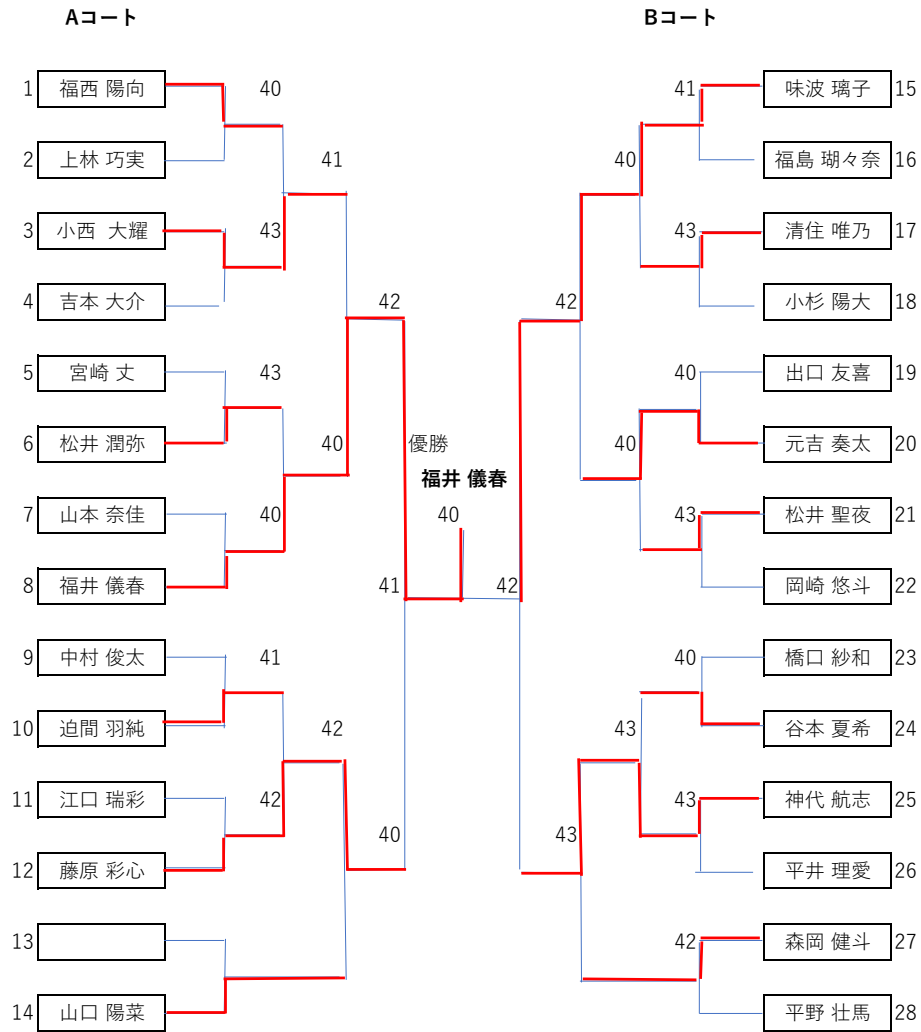 Aコート
Bコート
1 福西 陽向
40
2 上林 巧実
41
3 小西 大耀
43
4 吉本 大介
42
5 宮崎 丈
43
6 松井 潤弥
40
7 山本 奈佳
40
8 福井 儀春
41
9 中村 俊太
41
10 迫間 羽純
42
11 江口 瑞彩
42
12 藤原 彩心
40
13
14 山口 陽菜
優勝
福井 儀春
40
41
味波 璃子 15
40
福島 瑚々奈 16
43
清住 唯乃 17
42
小杉 陽大 18
40
出口 友喜 19
40
元吉 奏太 20
43
松井 聖夜 21
42
岡崎 悠斗 22
40
橋口 紗和 23
43
谷本 夏希 24
43
神代 航志 25
43
平井 理愛 26
42
森岡 健斗 27
平野 壮馬 28